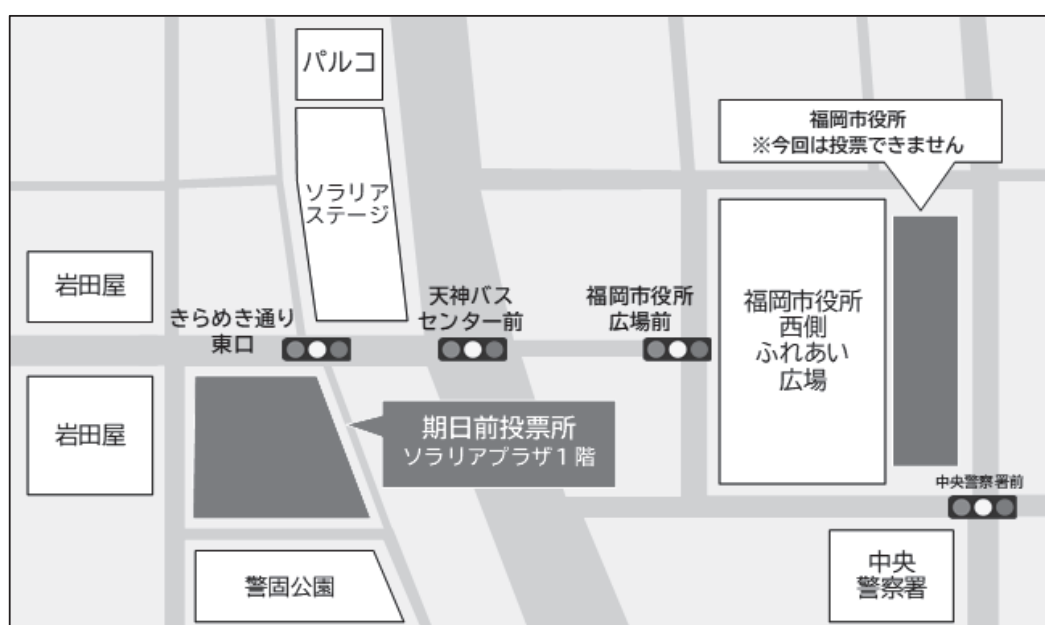 パルコ
福岡市役所
※今回は投票できません
ソラリア
ステージ
岩田屋
きらめき通り
東口
天神バス
センター前
福岡市役所
広場前
福岡市役所
西側
ふれあい
広場
岩田屋
期日前投票所
ソラリアプラザ1階
中央警察署前
警固公園
中央
警察署